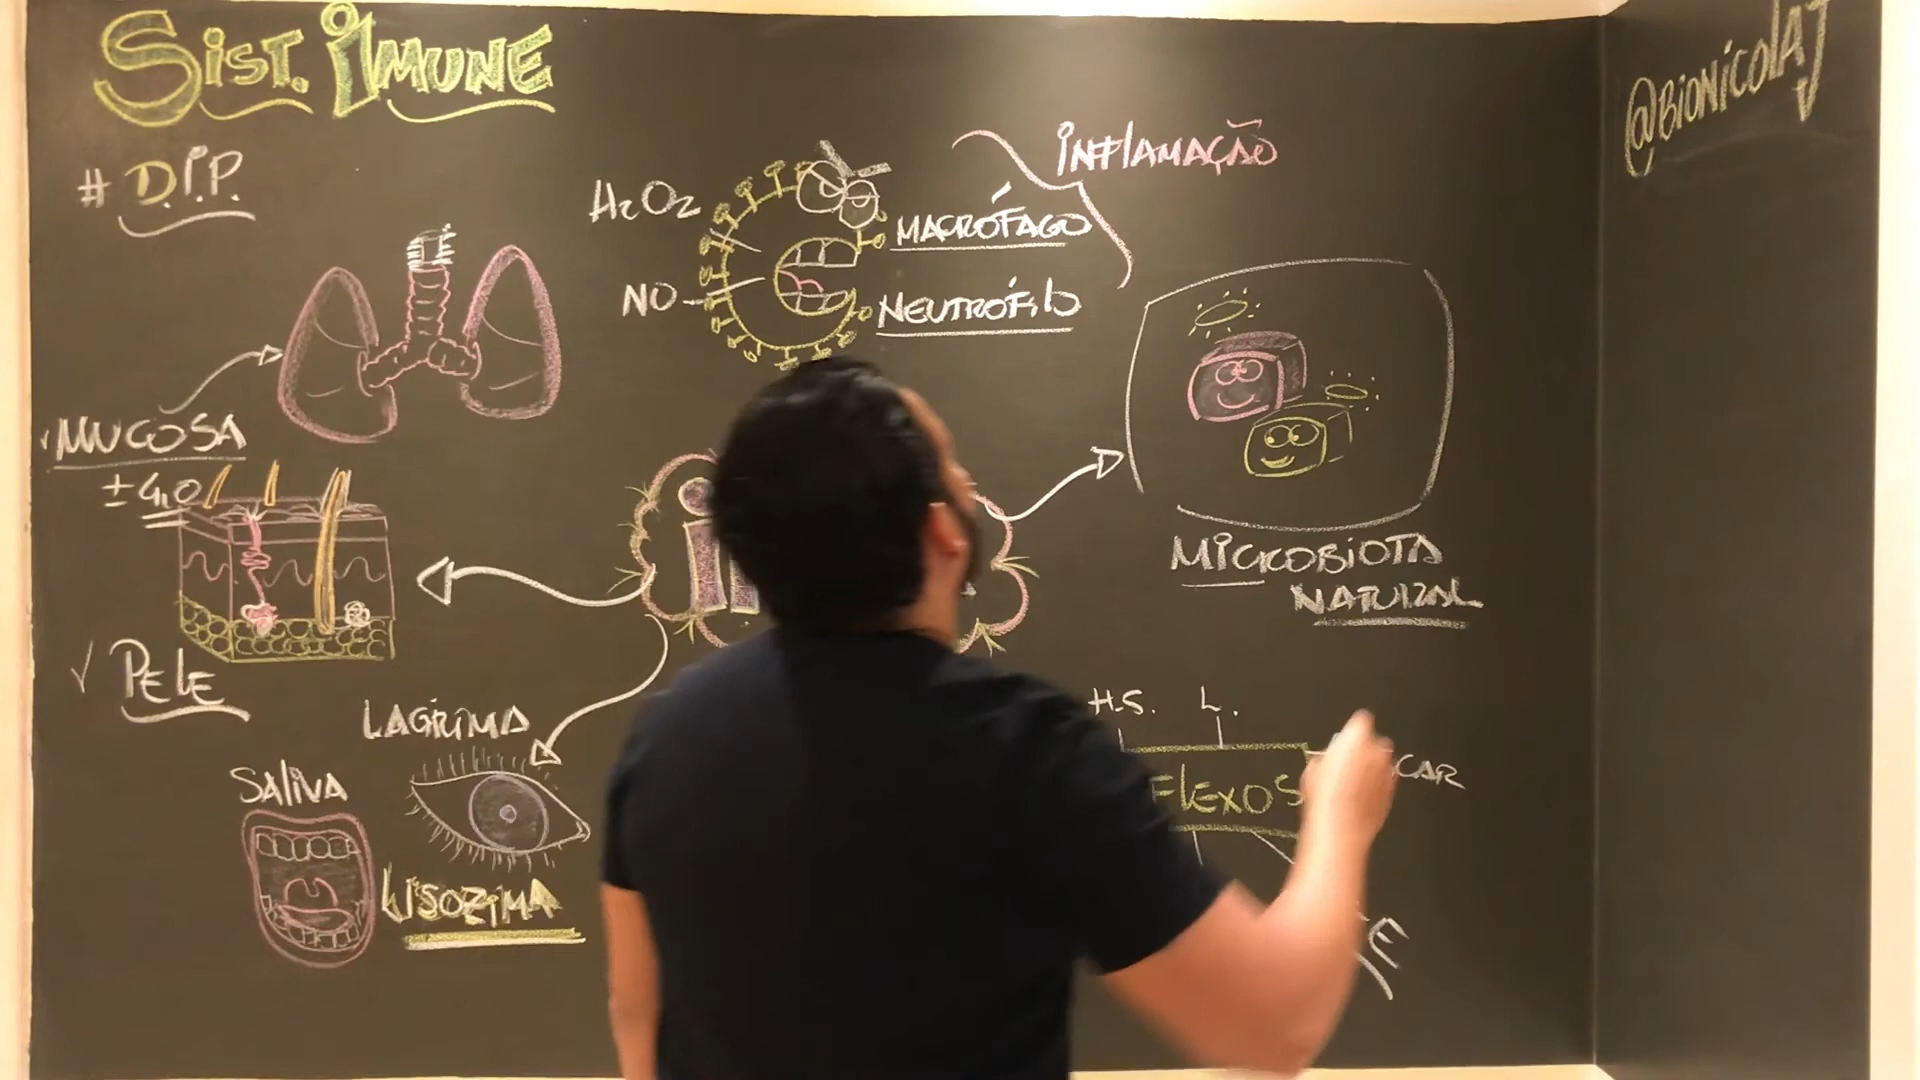 SIST. IMUNE
@BIONICOLAJ
# D.I.P.
INFLAMAÇÃO
H2O2
MACRÓFAGO
NO
NEUTRÓFILO
MUCOSA
± 4,0
MICROBIOTA
NATURAL
✓ PELE
LAGRIMA
H.S. L.
SALIVA
LISOZIMA